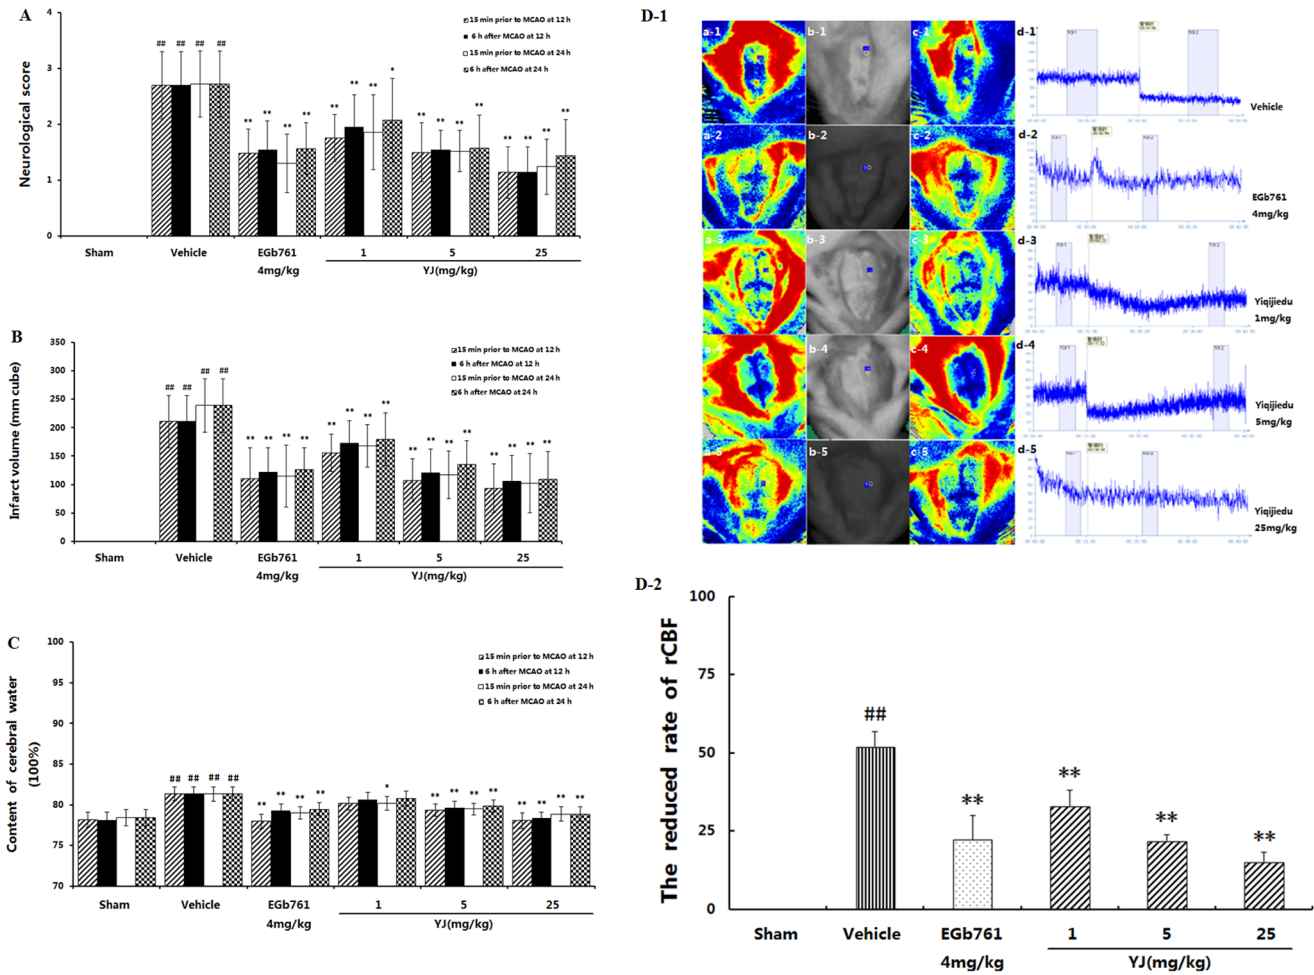 A
Neurological score
4
3
2
1
0
15 min prior to MCAO at 12 h
6 h after MCAO at 12 h
15 min prior to MCAO at 24 h
6 h after MCAO at 24 h
## ## ## ##
** ** ** **
** ** ** *
** ** ** **
** ** ** **
Sham Vehicle EGb761 1 5 25
4mg/kg YJ(mg/kg)
B
Infarct volume (mm cube)
350
300
250
200
150
100
50
0
15 min prior to MCAO at 12 h
6 h after MCAO at 12 h
15 min prior to MCAO at 24 h
6 h after MCAO at 24 h
## ## ## ##
** ** ** **
** ** ** **
** ** ** **
** ** ** **
Sham Vehicle EGb761 1 5 25
4mg/kg YJ(mg/kg)
C
Content of cerebral water
(100%)
100
95
90
85
80
75
70
15 min prior to MCAO at 12 h
6 h after MCAO at 12 h
15 min prior to MCAO at 24 h
6 h after MCAO at 24 h
## ## ## ##
** ** ** **
*
** ** ** **
** ** ** **
Sham Vehicle EGb761 1 5 25
4mg/kg YJ(mg/kg)
D-1
a-1 b-1 c-1 d-1
Vehicle
a-2 b-2 c-2 d-2
EGb761
4mg/kg
a-3 b-3 c-3 d-3
Yiqijiedu
1mg/kg
a-4 b-4 c-4 d-4
Yiqijiedu
5mg/kg
a-5 b-5 c-5 d-5
Yiqijiedu
25mg/kg
D-2
The reduced rate of rCBF
100
75
50
25
0
##
**
**
**
**
Sham Vehicle EGb761 1 5 25
4mg/kg YJ(mg/kg)